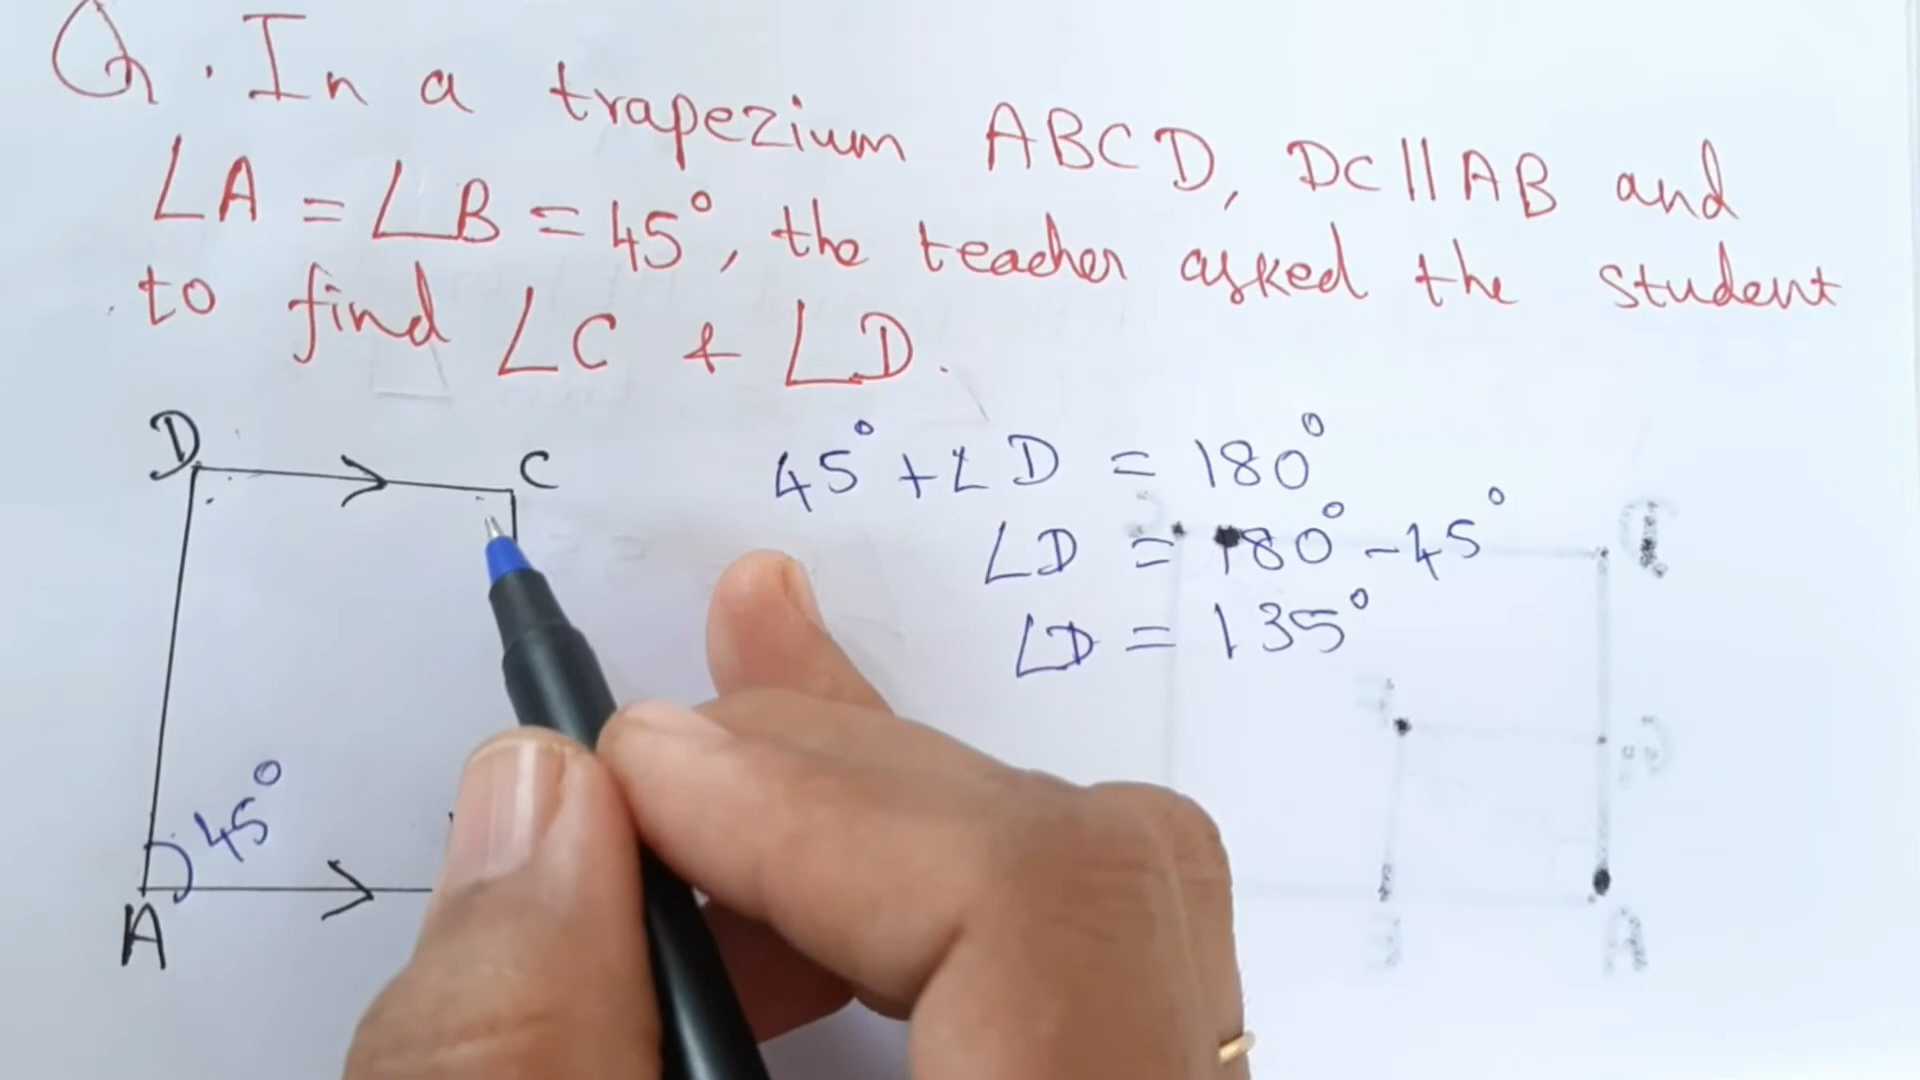 Q. In a trapezium ABCD, DC||AB and
∠A = ∠B = 45°, the teacher asked the student
to find ∠C & ∠D.
D C
45° + ∠D = 180°
∠D = 180° - 45°
∠D = 135°
45°
A